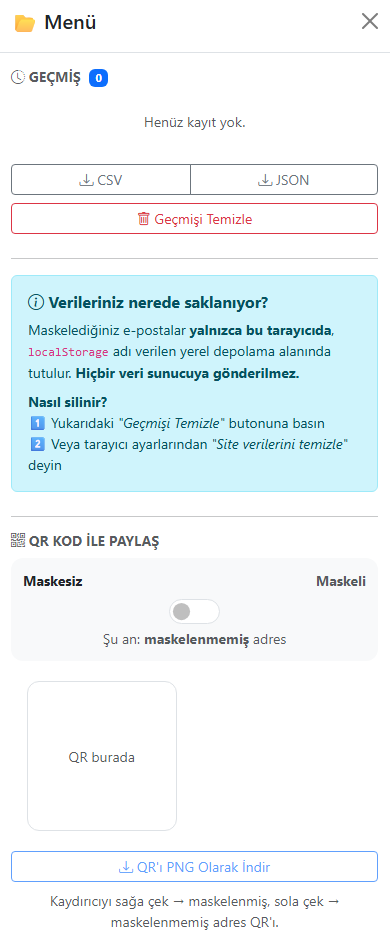 Menü
GEÇMİŞ 0
Henüz kayıt yok.
CSV
JSON
Geçmişi Temizle
Verileriniz nerede saklanıyor?
Maskelediğiniz e-postalar yalnızca bu tarayıcıda,
localStorage adı verilen yerel depolama alanında
tutulur. Hiçbir veri sunucuya gönderilmez.
Nasıl silinir?
1 Yukarıdaki "Geçmişi Temizle" butonuna basın
2 Veya tarayıcı ayarlarından "Site verilerini temizle"
deyin
QR KOD İLE PAYLAŞ
Maskesiz
Maskeli
Şu an: maskelenmemiş adres
QR burada
QR'ı PNG Olarak İndir
Kaydırıcıyı sağa çek → maskelenmiş, sola çek →
maskelenmemiş adres QR'ı.